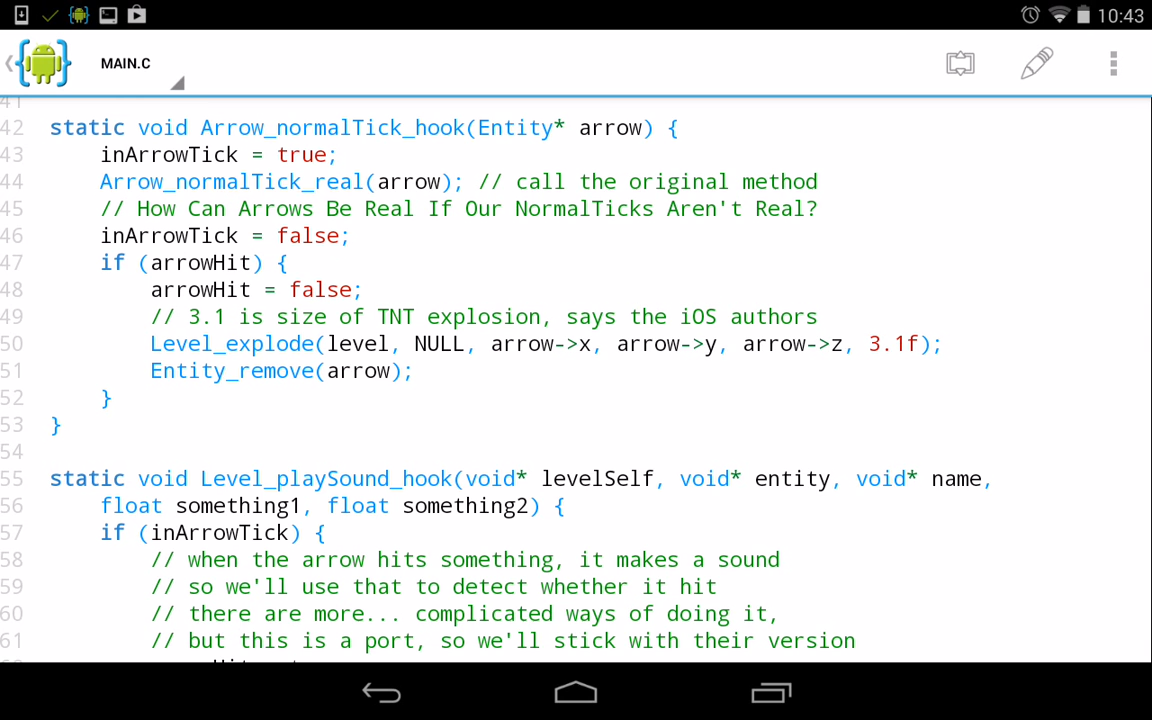 10:43
MAIN.C
41
42 static void Arrow_normalTick_hook(Entity* arrow) {
43 inArrowTick = true;
44 Arrow_normalTick_real(arrow); // call the original method
45 // How Can Arrows Be Real If Our NormalTicks Aren't Real?
46 inArrowTick = false;
47 if (arrowHit) {
48 arrowHit = false;
49 // 3.1 is size of TNT explosion, says the iOS authors
50 Level_explode(level, NULL, arrow->x, arrow->y, arrow->z, 3.1f);
51 Entity_remove(arrow);
52 }
53 }
54
55 static void Level_playSound_hook(void* levelSelf, void* entity, void* name,
56 float something1, float something2) {
57 if (inArrowTick) {
58 // when the arrow hits something, it makes a sound
59 // so we'll use that to detect whether it hit
60 // there are more... complicated ways of doing it,
61 // but this is a port, so we'll stick with their version